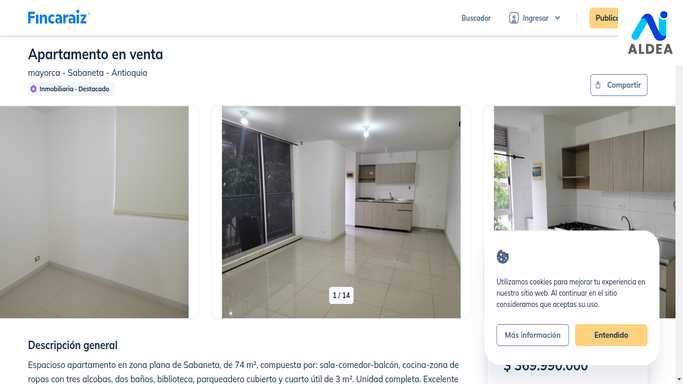 Fincaraiz
Buscador
Ingresar
ALDEA
Apartamento en venta
mayorca - Sabaneta - Antioquia
Inmobiliaria - Destacado
Compartir
1 / 14
Utilizamos cookies para mejorar tu experiencia en
nuestro sitio web. Al continuar en el sitio
consideramos que aceptas su uso.
Más información
Entendido
$ 369.990.000
Descripción general
Espacioso apartamento en zona plana de Sabaneta, de 74 m², compuesta por: sala-comedor-balcón, cocina-zona de
ropas con tres alcobas, dos baños, biblioteca, parqueadero cubierto y cuarto útil de 3 m². Unidad completa. Excelente